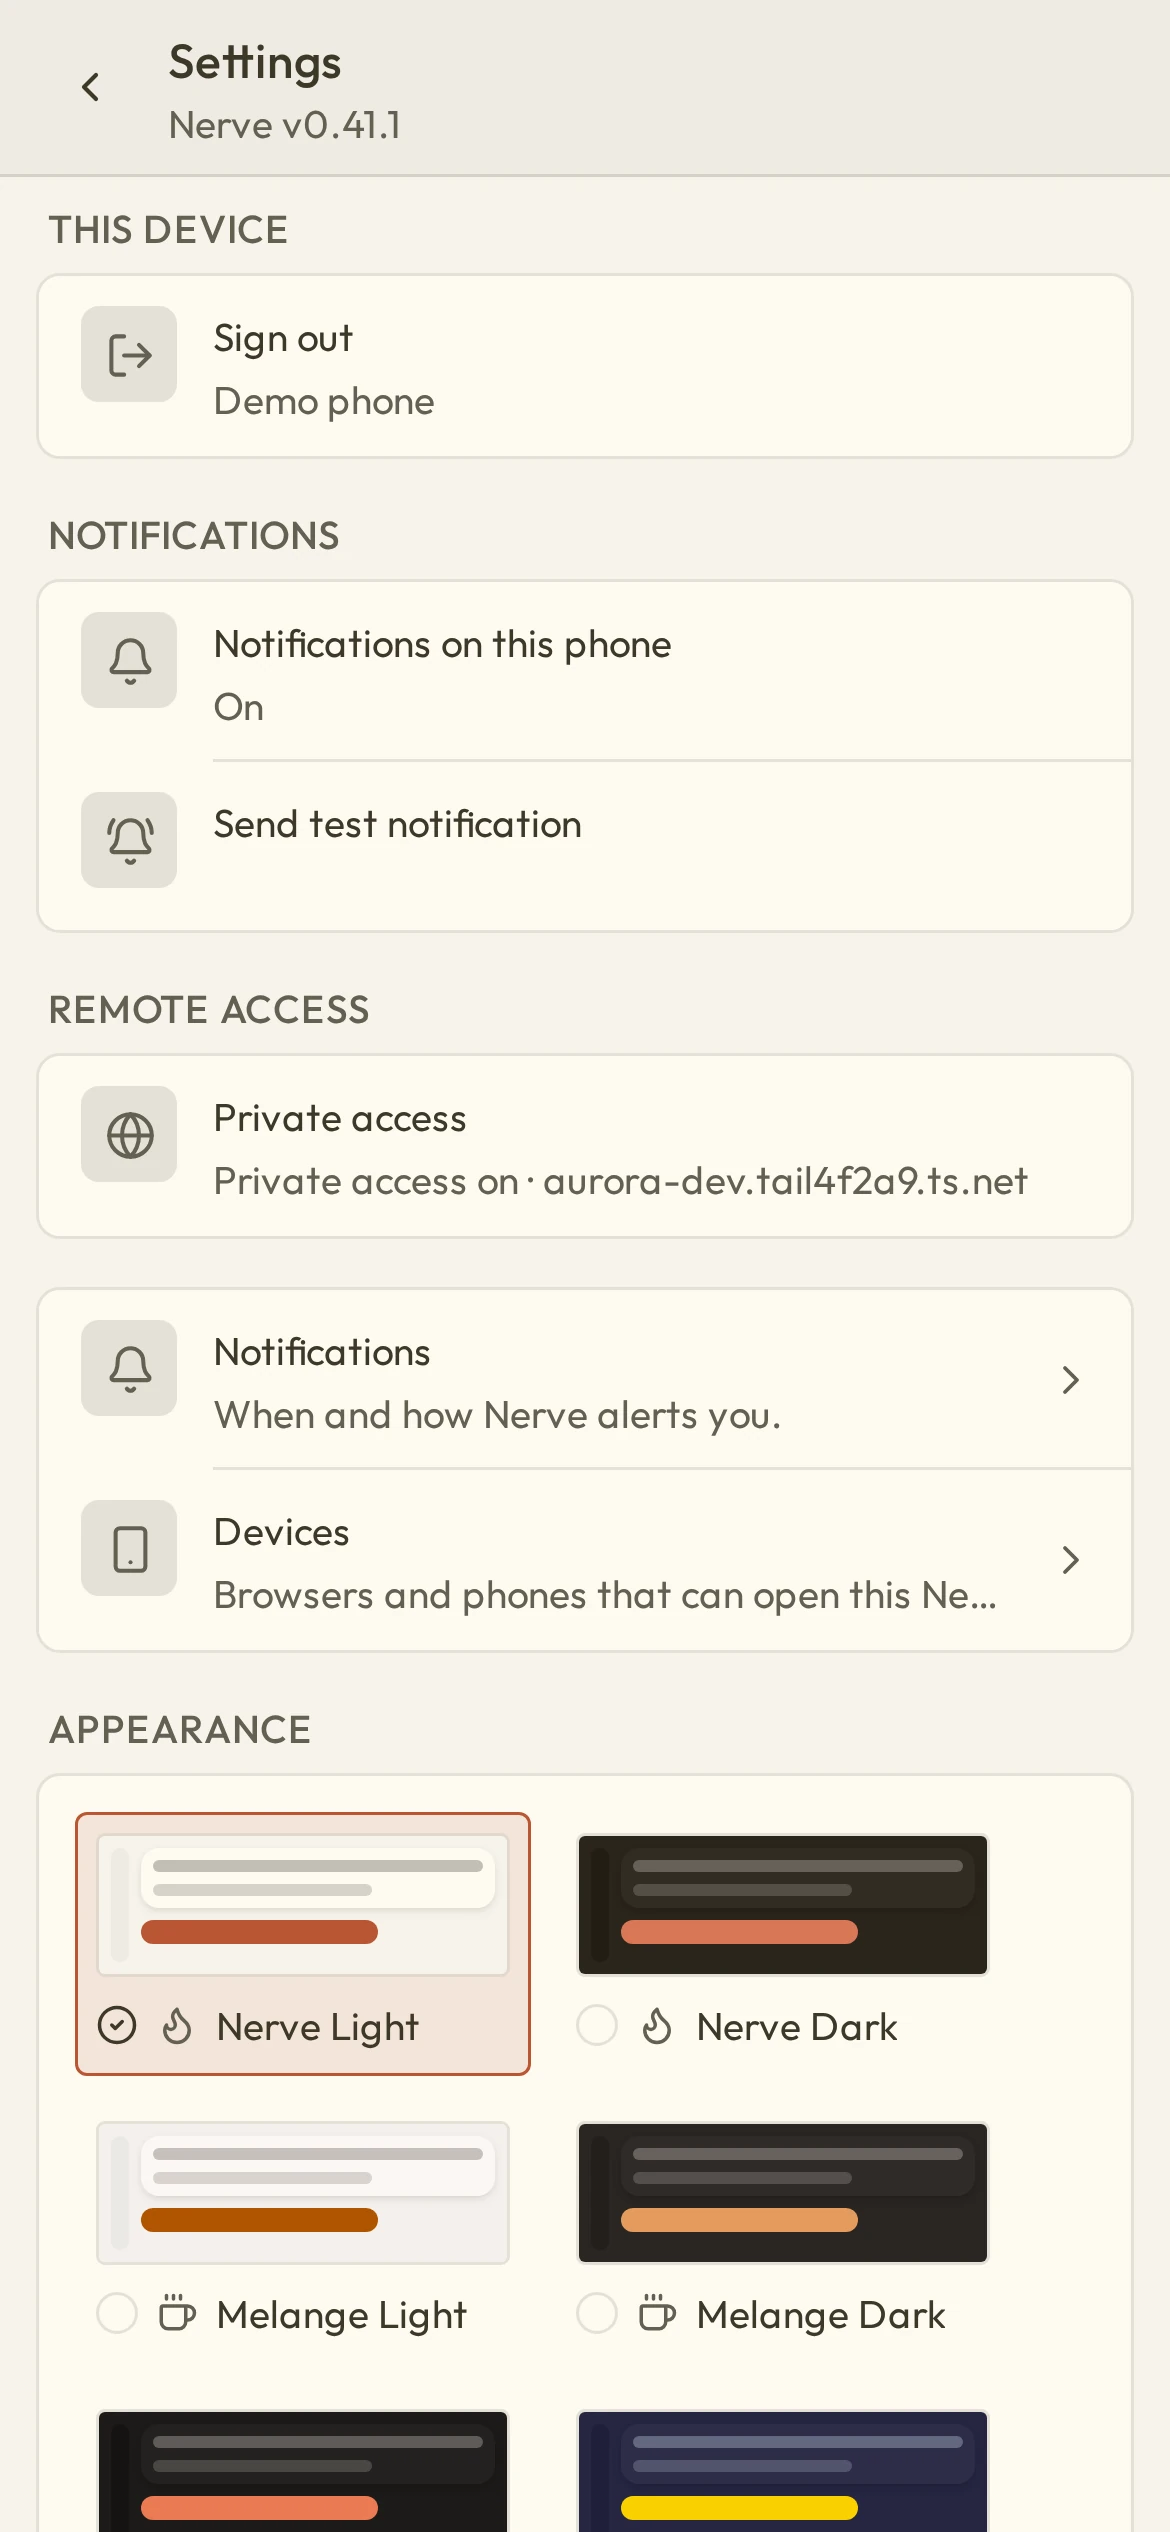 Settings
Nerve v0.41.1
THIS DEVICE
Sign out
Demo phone
NOTIFICATIONS
Notifications on this phone
On
Send test notification
REMOTE ACCESS
Private access
Private access on · aurora-dev.tail4f2a9.ts.net
Notifications
When and how Nerve alerts you.
Devices
Browsers and phones that can open this Ne...
APPEARANCE
Nerve Light
Nerve Dark
Melange Light
Melange Dark